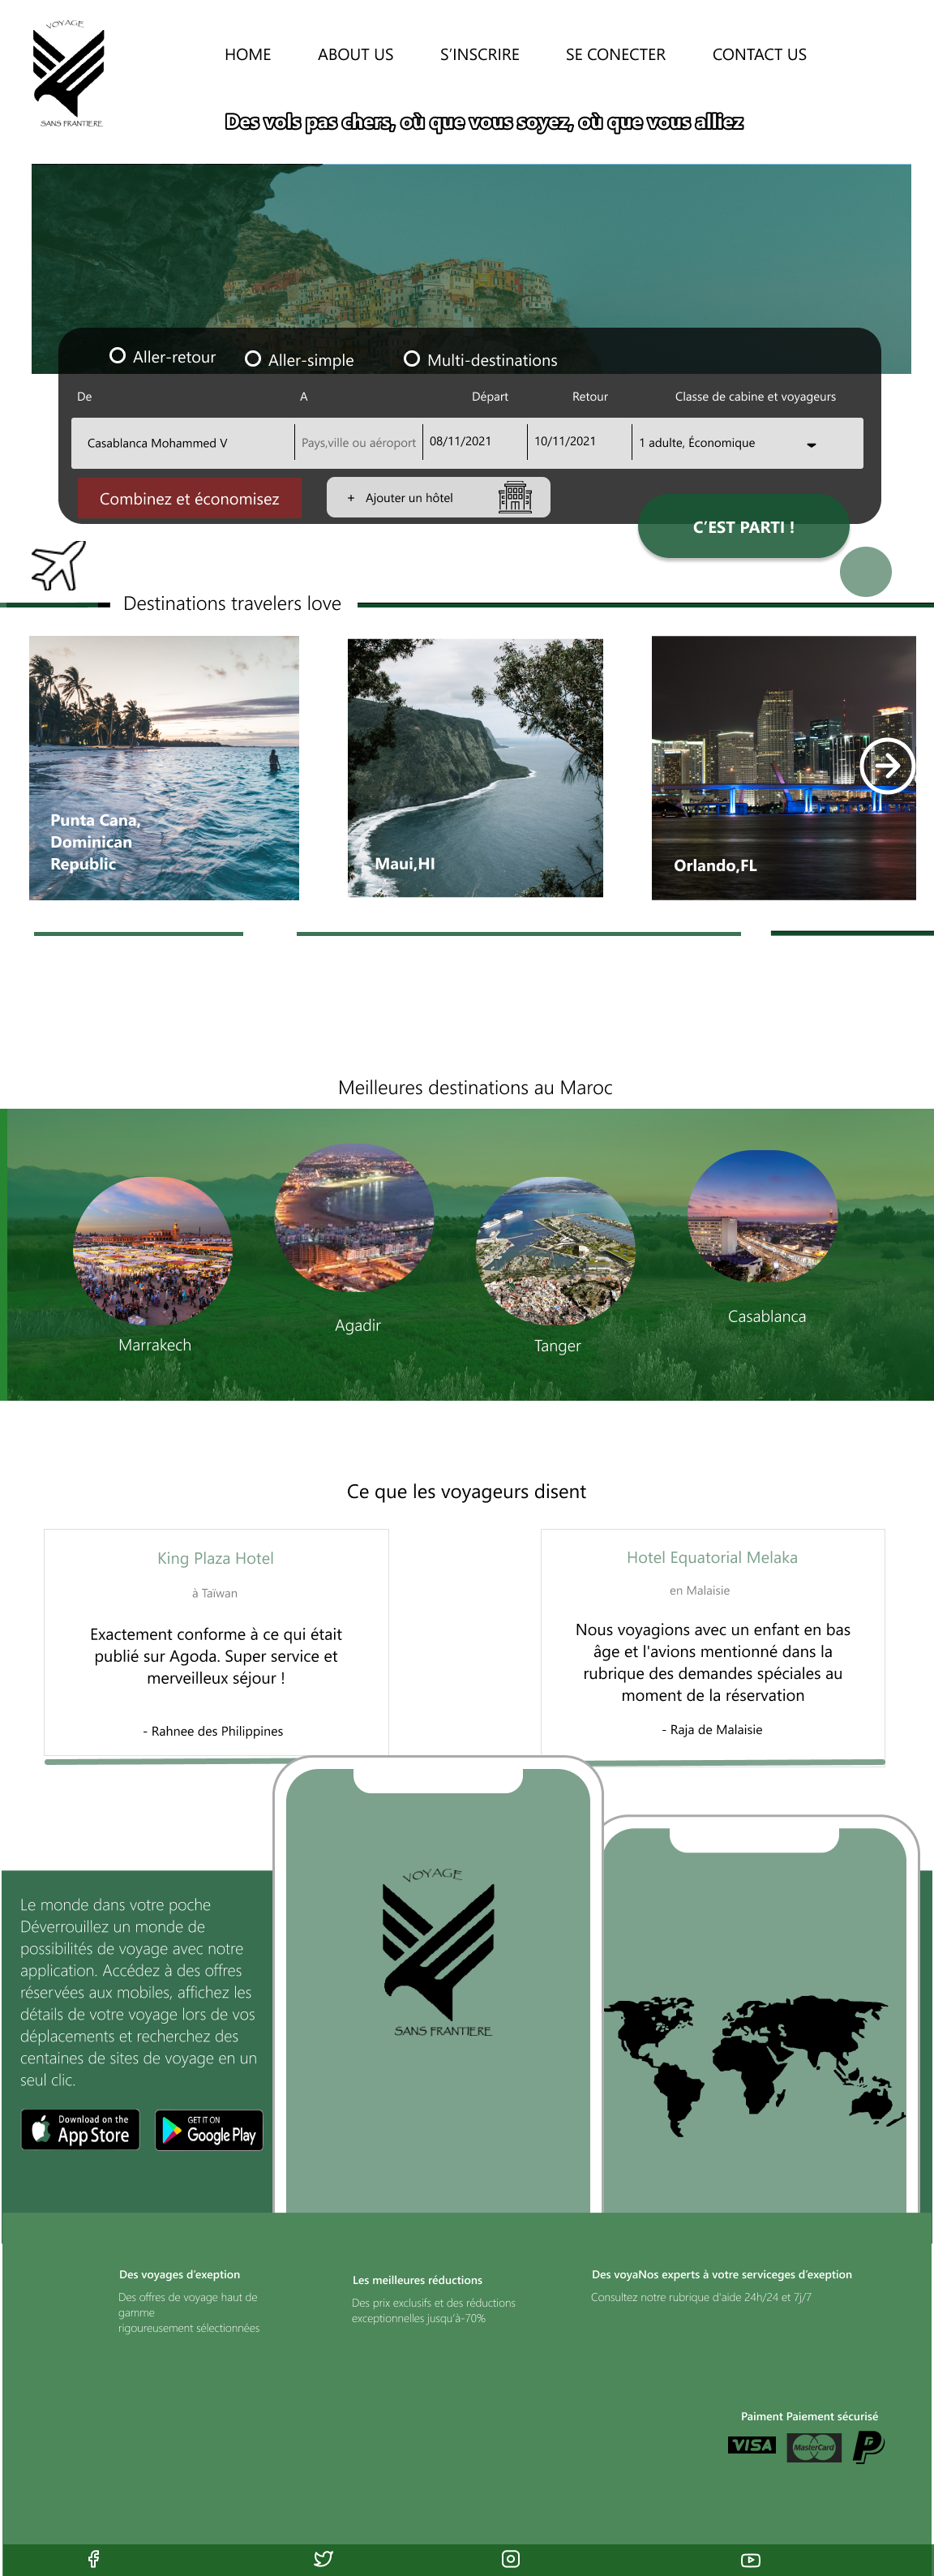 VOYAGE
SANS FRANTIERE
HOME ABOUT US S'INSCRIRE SE CONECTER CONTACT US
Des vols pas chers, où que vous soyez, où que vous alliez
Aller-retour Aller-simple Multi-destinations
De A Départ Retour Classe de cabine et voyageurs
Casablanca Mohammed V Pays,ville ou aéroport 08/11/2021 10/11/2021 1 adulte, Économique
Combinez et économisez + Ajouter un hôtel
C'EST PARTI !
Destinations travelers love
Punta Cana,
Dominican
Republic
Maui,HI
Orlando,FL
Meilleures destinations au Maroc
Marrakech
Agadir
Tanger
Casablanca
Ce que les voyageurs disent
King Plaza Hotel
à Taïwan
Exactement conforme à ce qui était
publié sur Agoda. Super service et
merveilleux séjour !
- Rahnee des Philippines
Hotel Equatorial Melaka
en Malaisie
Nous voyagions avec un enfant en bas
âge et l'avions mentionné dans la
rubrique des demandes spéciales au
moment de la réservation
- Raja de Malaisie
Le monde dans votre poche
Déverrouillez un monde de
possibilités de voyage avec notre
application. Accédez à des offres
réservées aux mobiles, affichez les
détails de votre voyage lors de vos
déplacements et recherchez des
centaines de sites de voyage en un
seul clic.
Download on the
App Store
GET IT ON
Google Play
VOYAGE
SANS FRANTIERE
Des voyages d'exeption
Des offres de voyage haut de
gamme
rigoureusement sélectionnées
Les meilleures réductions
Des prix exclusifs et des réductions
exceptionnelles jusqu'à-70%
Des voyaNos experts à votre serviceges d'exeption
Consultez notre rubrique d'aide 24h/24 et 7j/7
Paiment Paiement sécurisé
VISA MasterCard